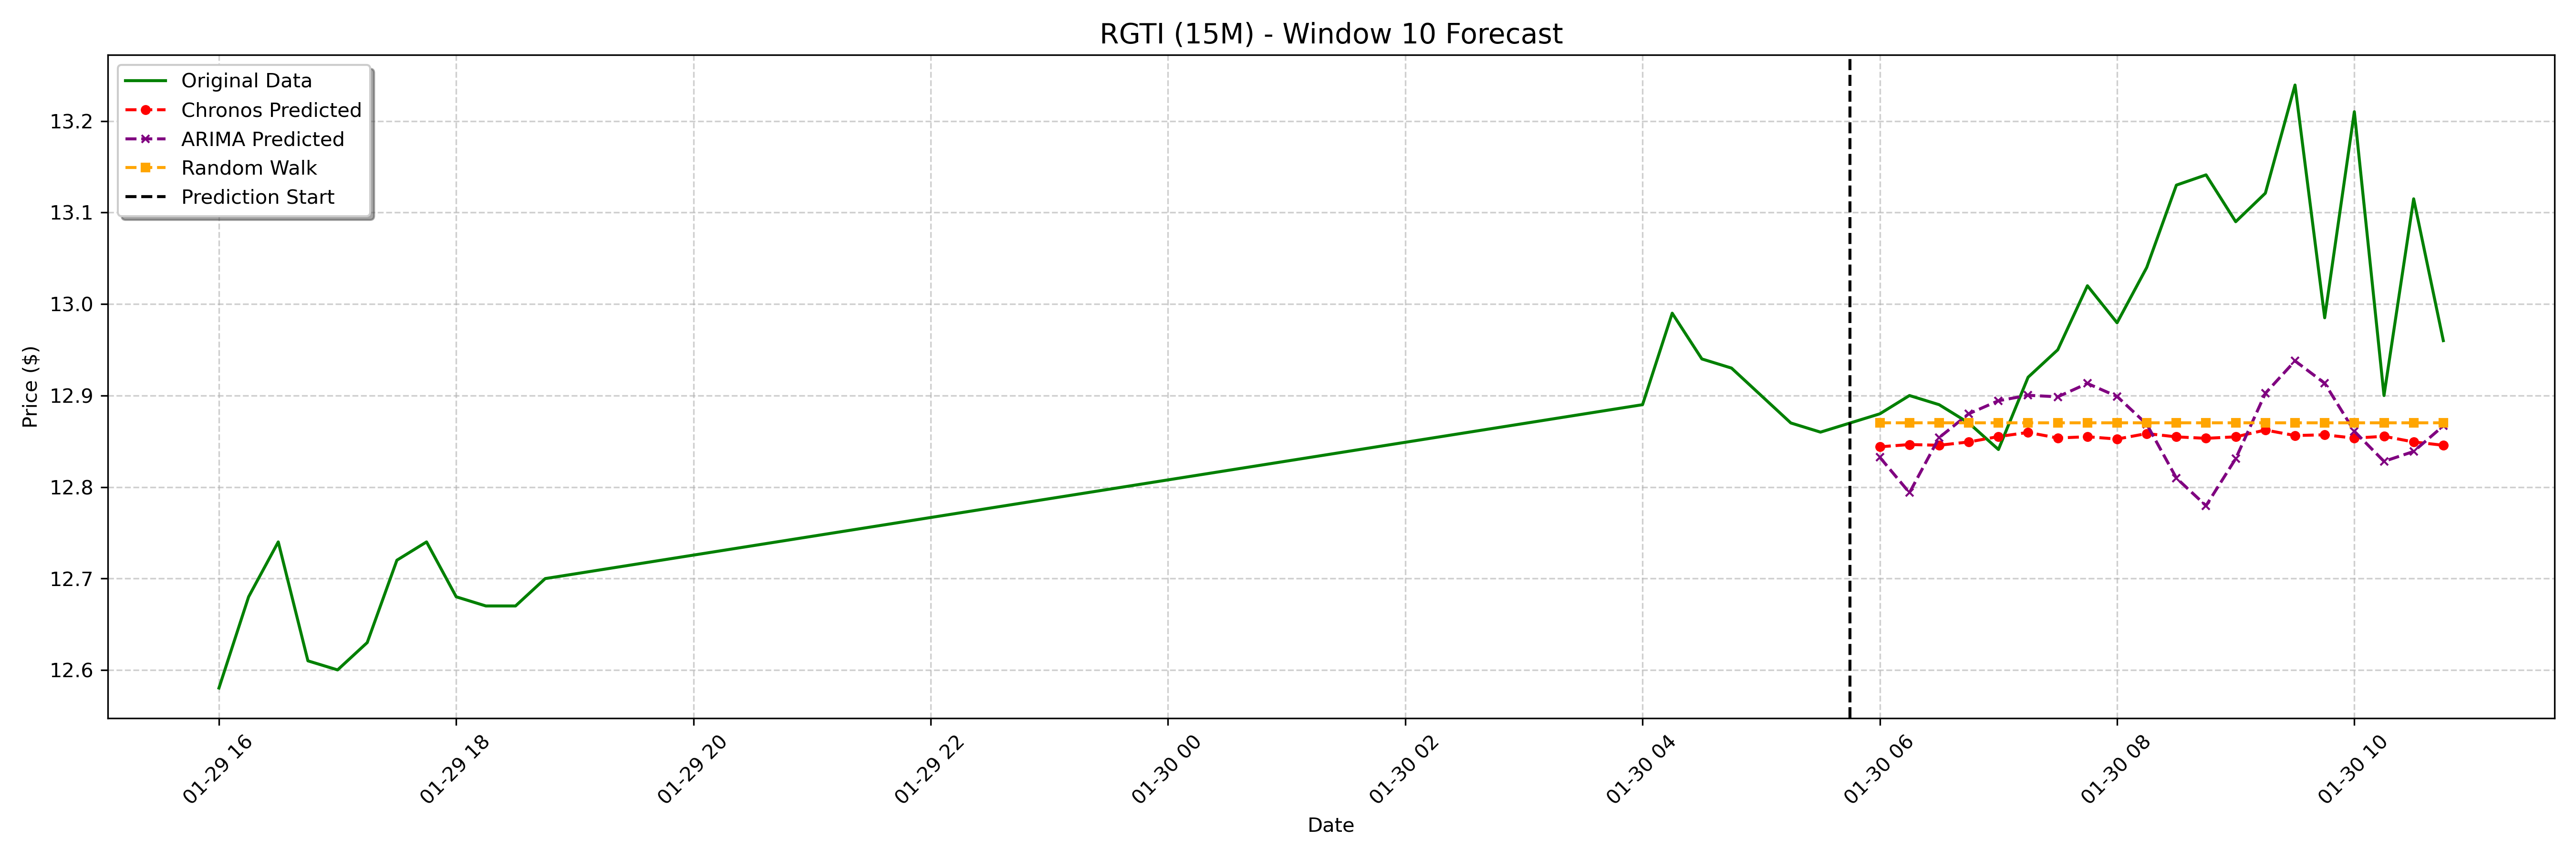 RGTI (15M) - Window 10 Forecast
Original Data
Chronos Predicted
ARIMA Predicted
Random Walk
Prediction Start
Price ($)
13.2
13.1
13.0
12.9
12.8
12.7
12.6
01-29 16
01-29 18
01-29 20
01-29 22
01-30 00
01-30 02
01-30 04
01-30 06
01-30 08
01-30 10
Date